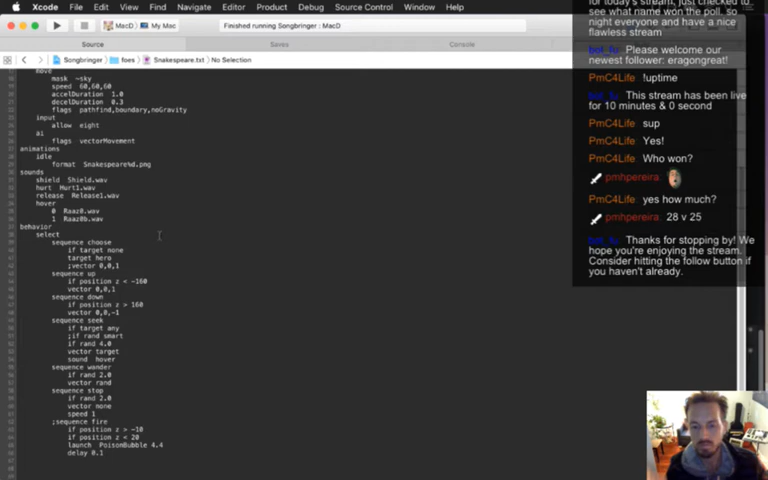 Xcode File Edit View Find Navigate Editor Product Debug Source Control Window Help
MacD My Mac
Finished running Songbringer : MacD
Source
Saves
Console
Songbringer foes Snakespeare.txt No Selection
move
mask ~sky
speed 60,60,60
accelDuration 1.0
decelDuration 0.3
flags pathfind,boundary,noGravity
input
allow eight
ai
flags vectorMovement
animations
idle
format Snakespeare%d.png
sounds
shield Shield.wav
hurt Hurt1.wav
release Release1.wav
hover
0 Raaz0.wav
1 Raaz0b.wav
behavior
select
sequence choose
if target none
target hero
;vector 0,0,1
sequence up
if position z < -160
vector 0,0,1
sequence down
if position z > 160
vector 0,0,-1
sequence seek
if target any
;if rand smart
if rand 4.0
vector target
sound hover
sequence wander
if rand 2.0
vector rand
sequence stop
if rand 2.0
vector none
speed 1
;sequence fire
if position z > -10
if position z < 20
launch PoisonBubble 4.4
delay 0.1
for today's stream, just checked to
see what name won the poll. so
night everyone and have a nice
flawless stream
bot_fu: Please welcome our
newest follower: eragongreat!
PmC4Life !uptime
bot_fu: This stream has been live
for 10 minutes & 0 second
PmC4Life sup
PmC4Life Yes!
PmC4Life Who won?
pmhpereira:
PmC4Life yes how much?
pmhpereira: 28 v 25
bot_fu: Thanks for stopping by! We
hope you're enjoying the stream.
Consider hitting the follow button if
you haven't already.